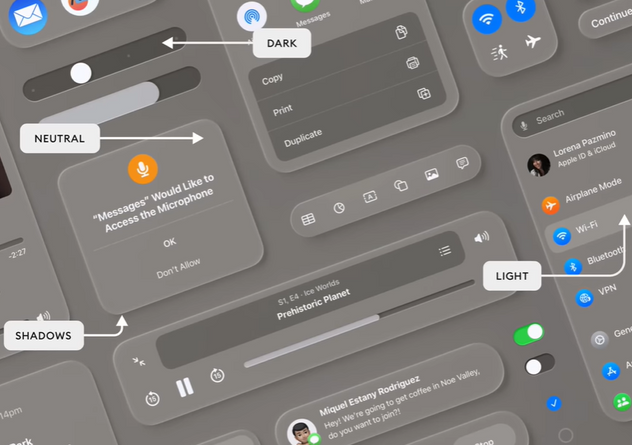 Messages
DARK
Continue
Copy
Print
Duplicate
NEUTRAL
Search
Lorena Pazmino
Apple ID & iCloud
"Messages" Would Like to
Access the Microphone
OK
Don't Allow
Airplane Mode
Wi-Fi
Bluetooth
VPN
-2:27
LIGHT
S1, E4 · Ice Worlds
Prehistoric Planet
SHADOWS
15
15
Miquel Estany Rodriguez
Hey! We're going to get coffee in Noe Valley,
do you want to join?!
14pm